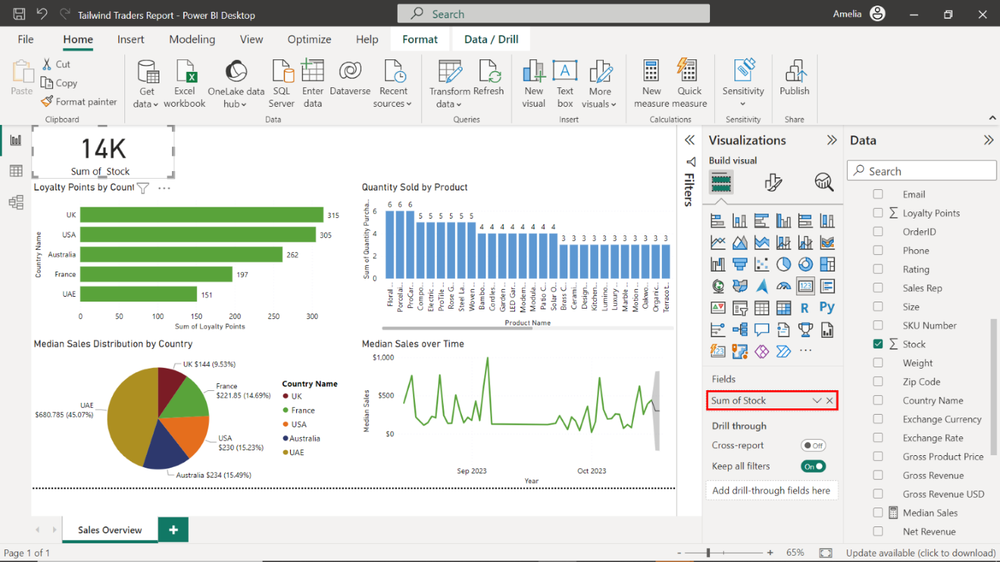 Tailwind Traders Report - Power BI Desktop
Search
Amelia
File Home Insert Modeling View Optimize Help Format Data / Drill
Paste
Cut
Copy
Format painter
Clipboard
Get data
Excel workbook
OneLake data hub
SQL Server
Enter data
Dataverse
Recent sources
Data
Transform data
Refresh
Queries
New visual
A
Text box
More visuals
Insert
New measure
Quick measure
Calculations
Sensitivity
Sensitivity
Publish
Share
14K
Sum of Stock
Loyalty Points by Count
Country Name
UK 315
USA 305
Australia 262
France 197
UAE 151
0 50 100 150 200 250 300
Sum of Loyalty Points
Quantity Sold by Product
Sum of Quantity Purcha...
6
4
2
0
6 6 6 5 5 5 5 5 5 4 4 4 4 4 4 4 4 3 3 3 3 3 3 3 3 3 3 3
Floral ...
Porcelai...
ProCar...
Compo...
Electric ...
ProTile ...
Rose G...
Steel La...
Woven ...
Bambo...
Cordles...
Garden ...
LED Gar...
Modern...
Modula...
Patio C...
Solar O...
Brass C...
Cerami...
Design...
Kitchen...
Lumino...
Luxury ...
Marble ...
Motion ...
Oakwo...
Organic...
Terracot...
Product Name
Median Sales Distribution by Country
UK $144 (9.53%)
France
$221.85 (14.69%)
USA
$230 (15.23%)
Australia $234 (15.49%)
UAE
$680.785 (45.07%)
Country Name
UK
France
USA
Australia
UAE
Median Sales over Time
Median Sales
$1,000
$500
$0
Sep 2023 Oct 2023
Year
Filters
Visualizations
Build visual
123
R
Py
123
Fields
Sum of Stock
Drill through
Cross-report Off
Keep all filters On
Add drill-through fields here
Data
Search
Email
Loyalty Points
OrderID
Phone
Rating
Sales Rep
Size
SKU Number
Stock
Weight
Zip Code
Country Name
Exchange Currency
Exchange Rate
Gross Product Price
Gross Revenue
Gross Revenue USD
Median Sales
Net Revenue
Sales Overview
+
Page 1 of 1
- + 65%
Update available (click to download)